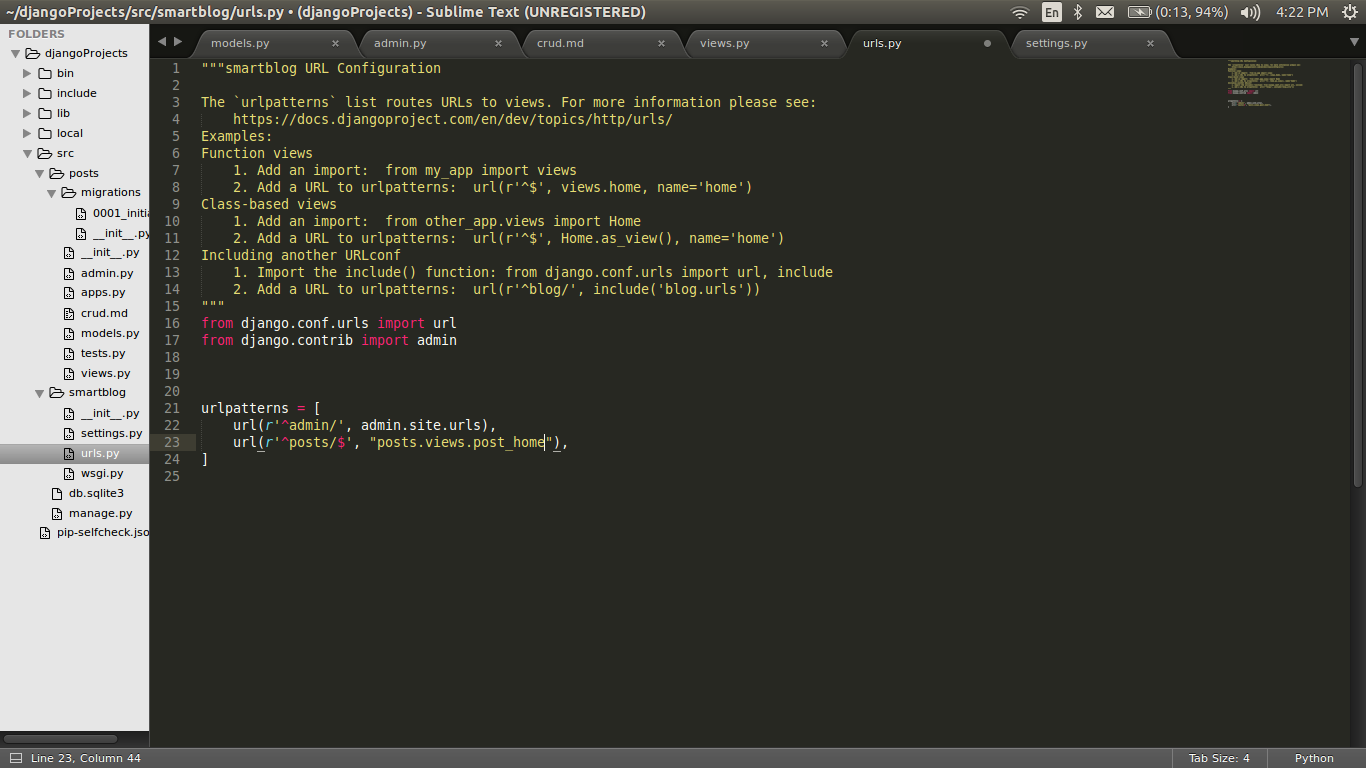 ~/djangoProjects/src/smartblog/urls.py • (djangoProjects) - Sublime Text (UNREGISTERED)
En
(0:13, 94%)
4:22 PM
FOLDERS
djangoProjects
bin
include
lib
local
src
posts
migrations
0001_initi
__init__.py
__init__.py
admin.py
apps.py
crud.md
models.py
tests.py
views.py
smartblog
__init__.py
settings.py
urls.py
wsgi.py
db.sqlite3
manage.py
pip-selfcheck.jso
models.py × admin.py × crud.md × views.py × urls.py ● settings.py ×
1 """smartblog URL Configuration
2
3 The `urlpatterns` list routes URLs to views. For more information please see:
4     https://docs.djangoproject.com/en/dev/topics/http/urls/
5 Examples:
6 Function views
7     1. Add an import:  from my_app import views
8     2. Add a URL to urlpatterns:  url(r'^$', views.home, name='home')
9 Class-based views
10     1. Add an import:  from other_app.views import Home
11     2. Add a URL to urlpatterns:  url(r'^$', Home.as_view(), name='home')
12 Including another URLconf
13     1. Import the include() function: from django.conf.urls import url, include
14     2. Add a URL to urlpatterns:  url(r'^blog/', include('blog.urls'))
15 """
16 from django.conf.urls import url
17 from django.contrib import admin
18
19
20
21 urlpatterns = [
22     url(r'^admin/', admin.site.urls),
23     url(r'^posts/$', "posts.views.post_home"),
24 ]
25
Line 23, Column 44
Tab Size: 4
Python